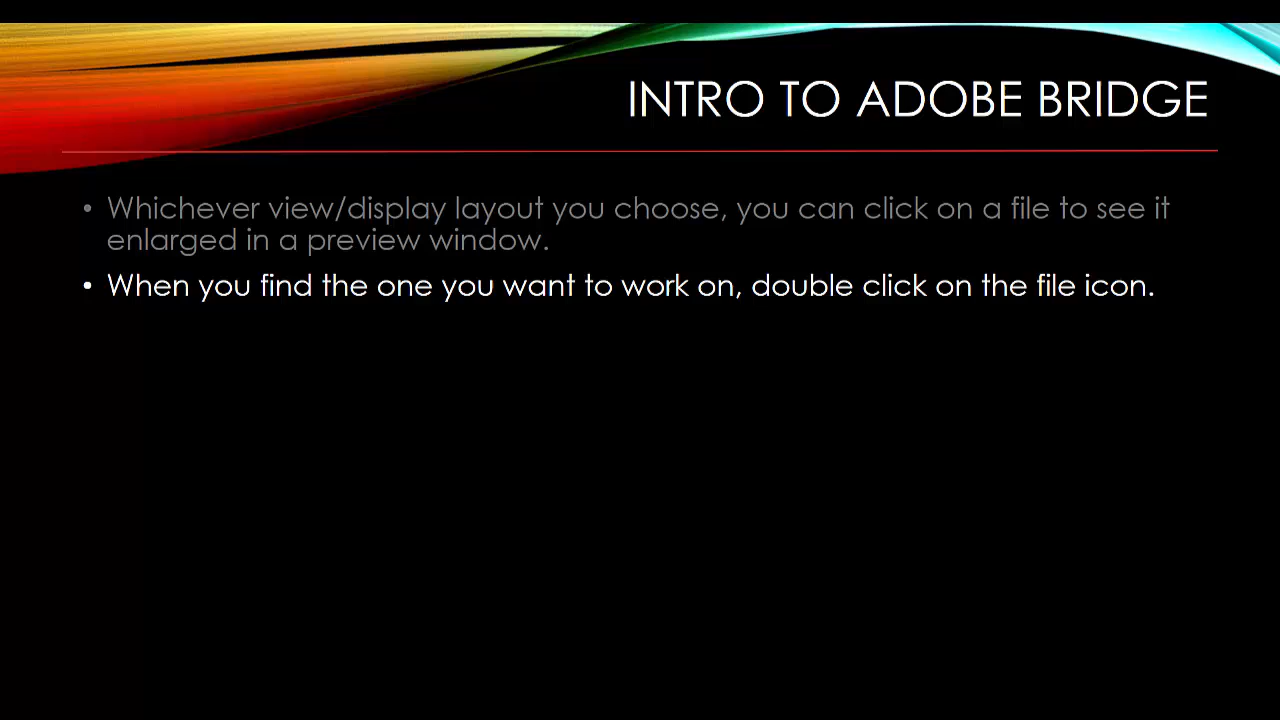 INTRO TO ADOBE BRIDGE
• Whichever view/display layout you choose, you can click on a file to see it
enlarged in a preview window.
• When you find the one you want to work on, double click on the file icon.